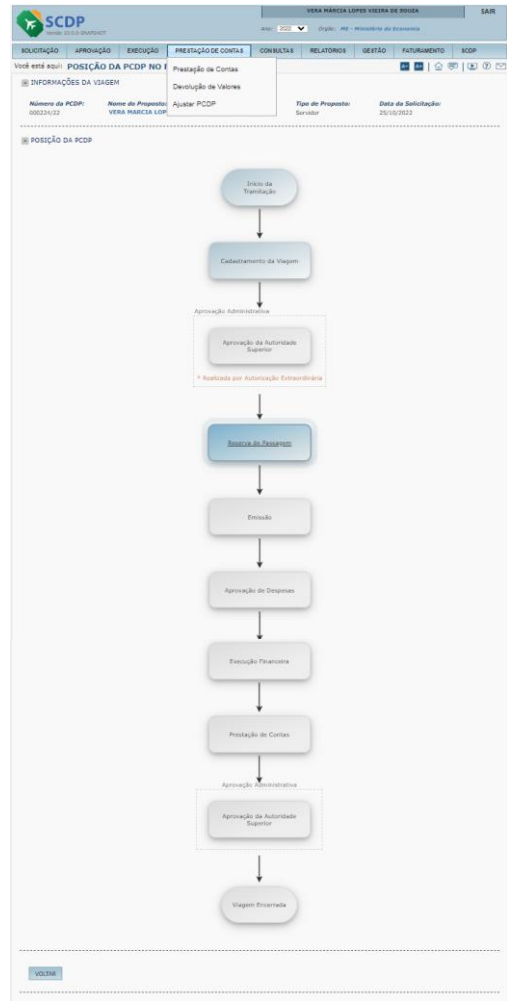 SCDP
VERA MÁRCIA LOPES VIEIRA DE SOUZA
SAIR
Ano: 2022 Órgão: ME - Ministério da Economia
SOLICITAÇÃO APROVAÇÃO EXECUÇÃO PRESTAÇÃO DE CONTAS CONSULTAS RELATÓRIOS GESTÃO FATURAMENTO SCDP
Você está aqui: POSIÇÃO DA PCDP NO
Prestação de Contas
Devolução de Valores
Ajustar PCDP
INFORMAÇÕES DA VIAGEM
Número da PCDP: Nome do Proposto: Tipo de Proposto: Data da Solicitação:
000224/22 VERA MARCIA LOP Servidor 25/10/2022
POSIÇÃO DA PCDP
Início da
Tramitação
Cadastramento da Viagem
Aprovação Administrativa
Aprovação da Autoridade
Superior
* Realizada por Autorização Extraordinária
Reserva de Passagem
Emissão
Aprovação de Despesas
Execução Financeira
Prestação de Contas
Aprovação Administrativa
Aprovação da Autoridade
Superior
Viagem Encerrada
VOLTAR